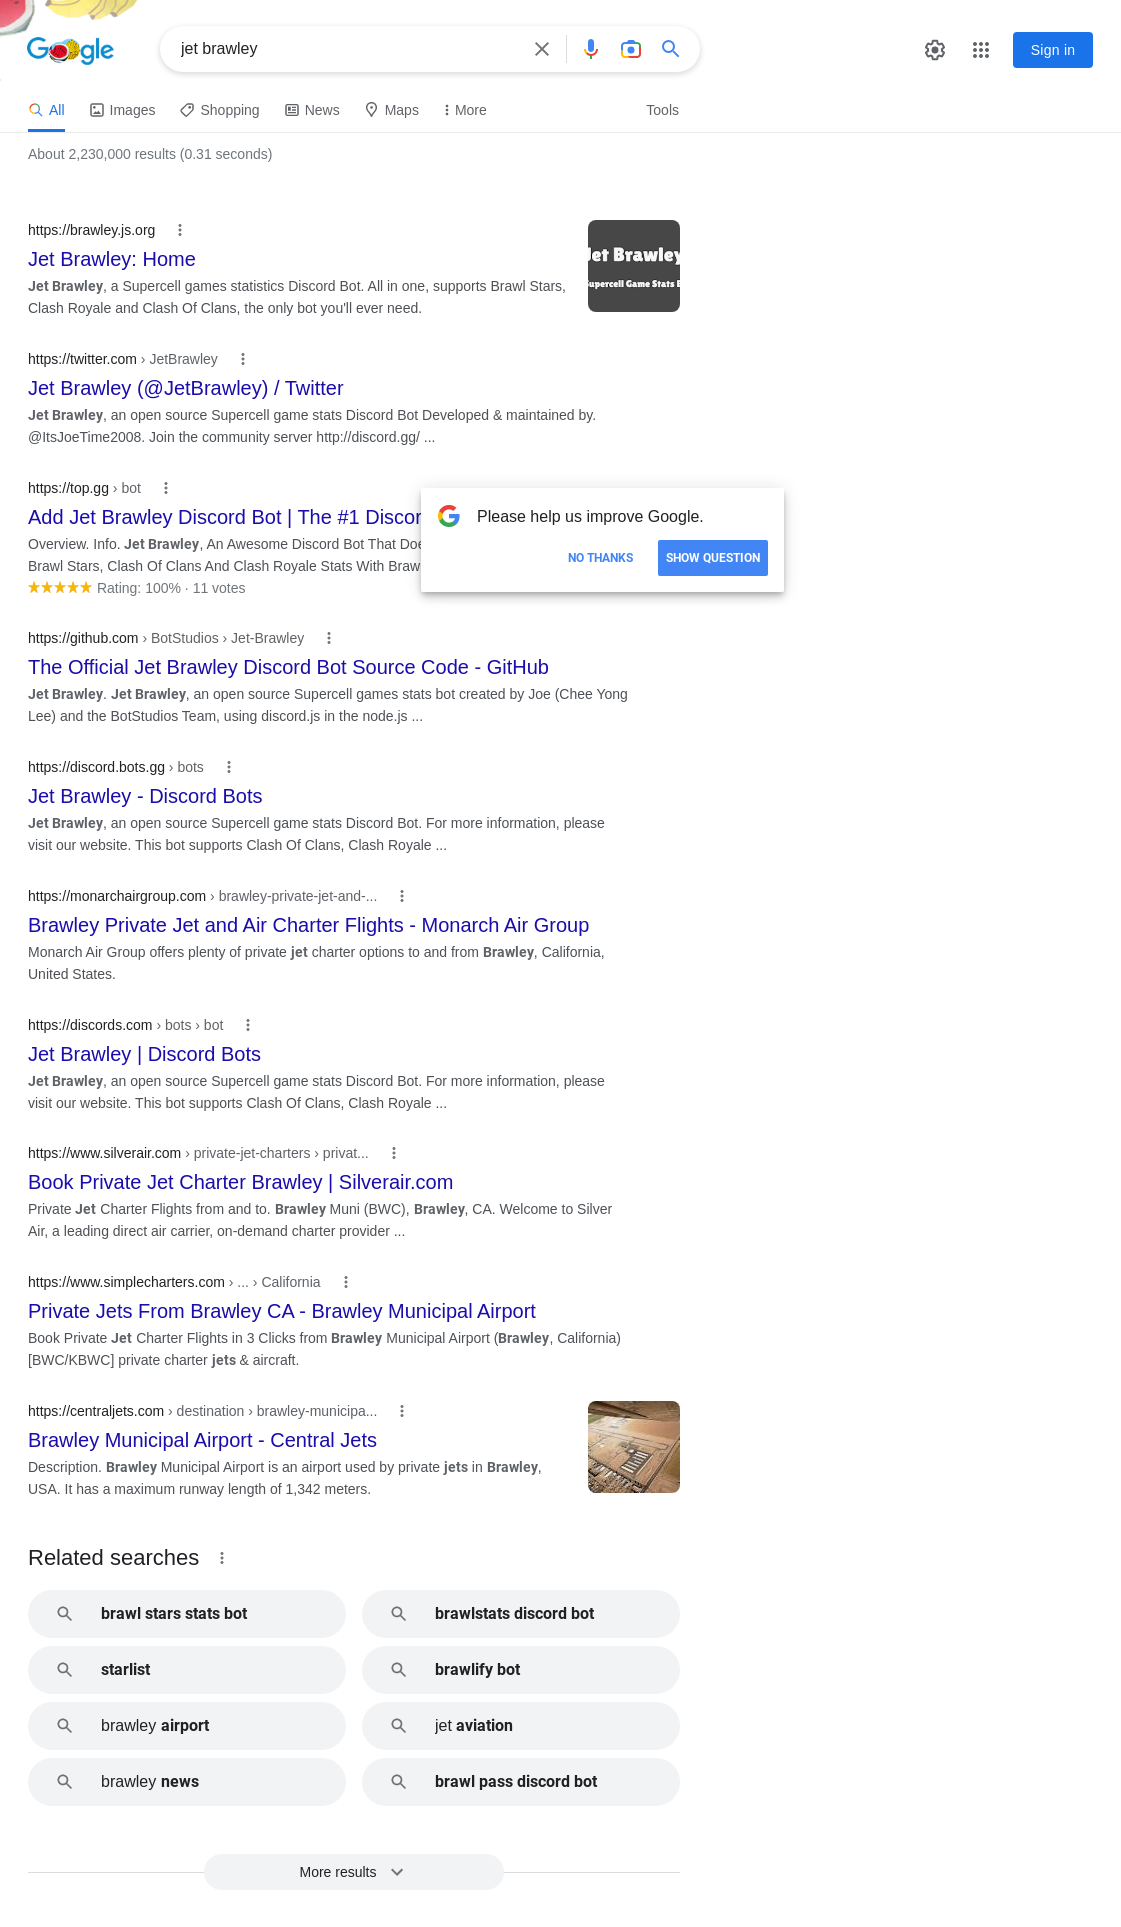 Google
jet brawley
Sign in
All
Images
Shopping
News
Maps
More
Tools
About 2,230,000 results (0.31 seconds)
https://brawley.js.org
Jet Brawley: Home
Jet Brawley, a Supercell games statistics Discord Bot. All in one, supports Brawl Stars,
Clash Royale and Clash Of Clans, the only bot you'll ever need.
Jet Brawley
Supercell Game Stats
https://twitter.com › JetBrawley
Jet Brawley (@JetBrawley) / Twitter
Jet Brawley, an open source Supercell game stats Discord Bot Developed & maintained by.
@ItsJoeTime2008. Join the community server http://discord.gg/ ...
https://top.gg › bot
Add Jet Brawley Discord Bot | The #1 Discor
Overview. Info. Jet Brawley, An Awesome Discord Bot That Doe
Brawl Stars, Clash Of Clans And Clash Royale Stats With Braw
Rating: 100% · 11 votes
Please help us improve Google.
NO THANKS
SHOW QUESTION
https://github.com › BotStudios › Jet-Brawley
The Official Jet Brawley Discord Bot Source Code - GitHub
Jet Brawley. Jet Brawley, an open source Supercell games stats bot created by Joe (Chee Yong
Lee) and the BotStudios Team, using discord.js in the node.js ...
https://discord.bots.gg › bots
Jet Brawley - Discord Bots
Jet Brawley, an open source Supercell game stats Discord Bot. For more information, please
visit our website. This bot supports Clash Of Clans, Clash Royale ...
https://monarchairgroup.com › brawley-private-jet-and-...
Brawley Private Jet and Air Charter Flights - Monarch Air Group
Monarch Air Group offers plenty of private jet charter options to and from Brawley, California,
United States.
https://discords.com › bots › bot
Jet Brawley | Discord Bots
Jet Brawley, an open source Supercell game stats Discord Bot. For more information, please
visit our website. This bot supports Clash Of Clans, Clash Royale ...
https://www.silverair.com › private-jet-charters › privat...
Book Private Jet Charter Brawley | Silverair.com
Private Jet Charter Flights from and to. Brawley Muni (BWC), Brawley, CA. Welcome to Silver
Air, a leading direct air carrier, on-demand charter provider ...
https://www.simplecharters.com › ... › California
Private Jets From Brawley CA - Brawley Municipal Airport
Book Private Jet Charter Flights in 3 Clicks from Brawley Municipal Airport (Brawley, California)
[BWC/KBWC] private charter jets & aircraft.
https://centraljets.com › destination › brawley-municipa...
Brawley Municipal Airport - Central Jets
Description. Brawley Municipal Airport is an airport used by private jets in Brawley,
USA. It has a maximum runway length of 1,342 meters.
Related searches
brawl stars stats bot
brawlstats discord bot
starlist
brawlify bot
brawley airport
jet aviation
brawley news
brawl pass discord bot
More results